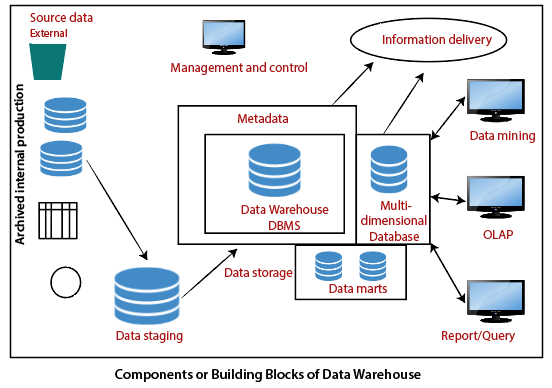 Source data
External
Archived internal production
Management and control
Information delivery
Metadata
Data Warehouse
DBMS
Multi-
dimensional
Database
Data mining
OLAP
Report/Query
Data storage
Data marts
Data staging
Components or Building Blocks of Data Warehouse